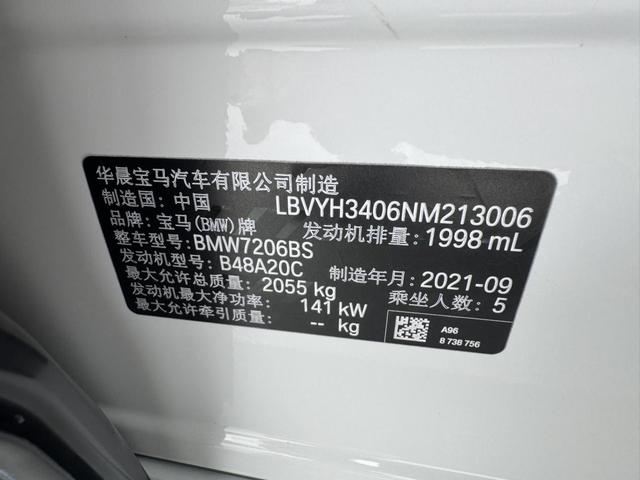 华晨宝马汽车有限公司制造
制造国: 中国 LBVYH3406NM213006
品牌: 宝马(BMW)牌 发动机排量: 1998 mL
整车型号: BMW7206BS
发动机型号: B48A20C 制造年月: 2021-09
最大允许总质量: 2055 kg 乘坐人数: 5
发动机最大净功率: 141 kW
最大允许牵引质量: -- kg
A96
8 738 756